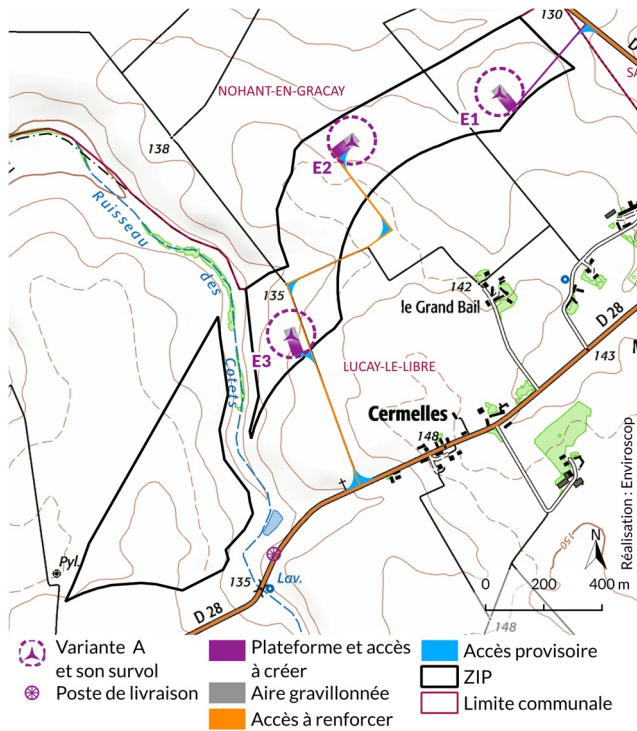 130
D
SA
NOHANT-EN-GRACAY
E1
138
E2
Ruisseau
des
Cotets
135
142
le Grand Bail
D 28
143
M
E3
LUCAY-LE-LIBRE
Cermelles
148
Pyl.
135
Lav.
D 28
150
N
0 200 400 m
148
Réalisation : Enviroscop
Variante A
et son survol
Poste de livraison
Plateforme et accès
à créer
Aire gravillonnée
Accès à renforcer
Accès provisoire
ZIP
Limite communale